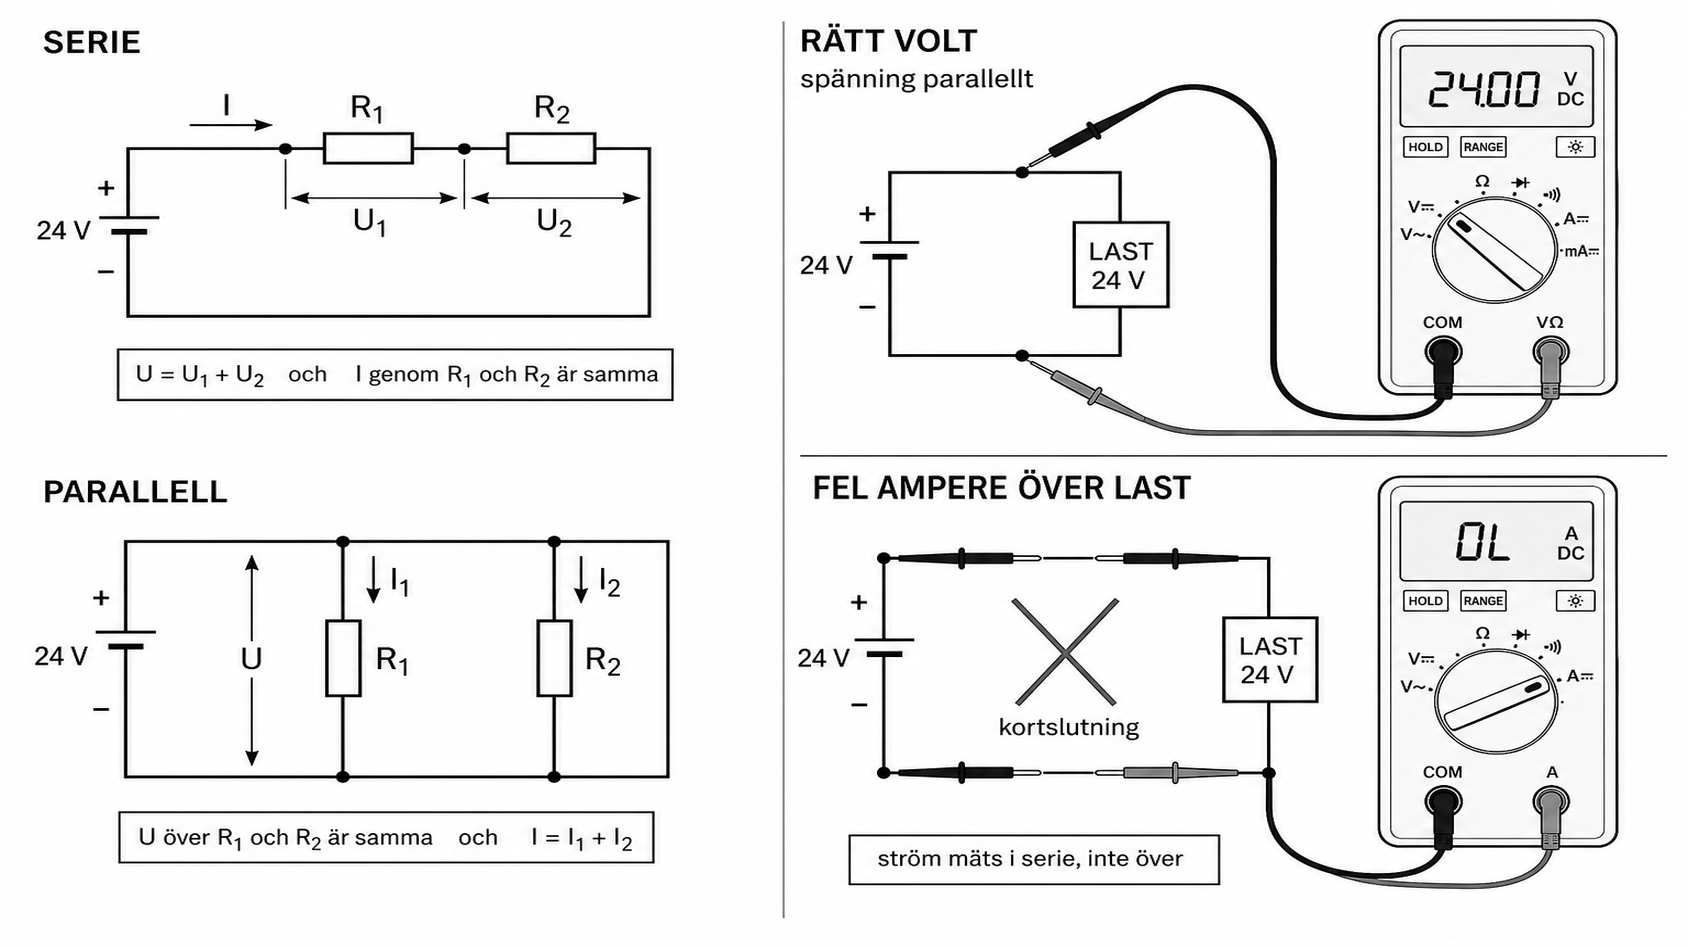 SERIE
I
R1
R2
+
24 V
−
U1
U2
U = U1 + U2 och I genom R1 och R2 är samma
PARALLELL
+
24 V
−
U
I1
R1
I2
R2
U över R1 och R2 är samma och I = I1 + I2
RÄTT VOLT
spänning parallellt
+
24 V
−
LAST
24 V
24.00 V
DC
HOLD RANGE
Ω
V⎓
V~
A⎓
mA⎓
COM VΩ
FEL AMPERE ÖVER LAST
+
24 V
−
kortslutning
LAST
24 V
ström mäts i serie, inte över
OL A
DC
HOLD RANGE
Ω
V⎓
V~
A⎓
COM A